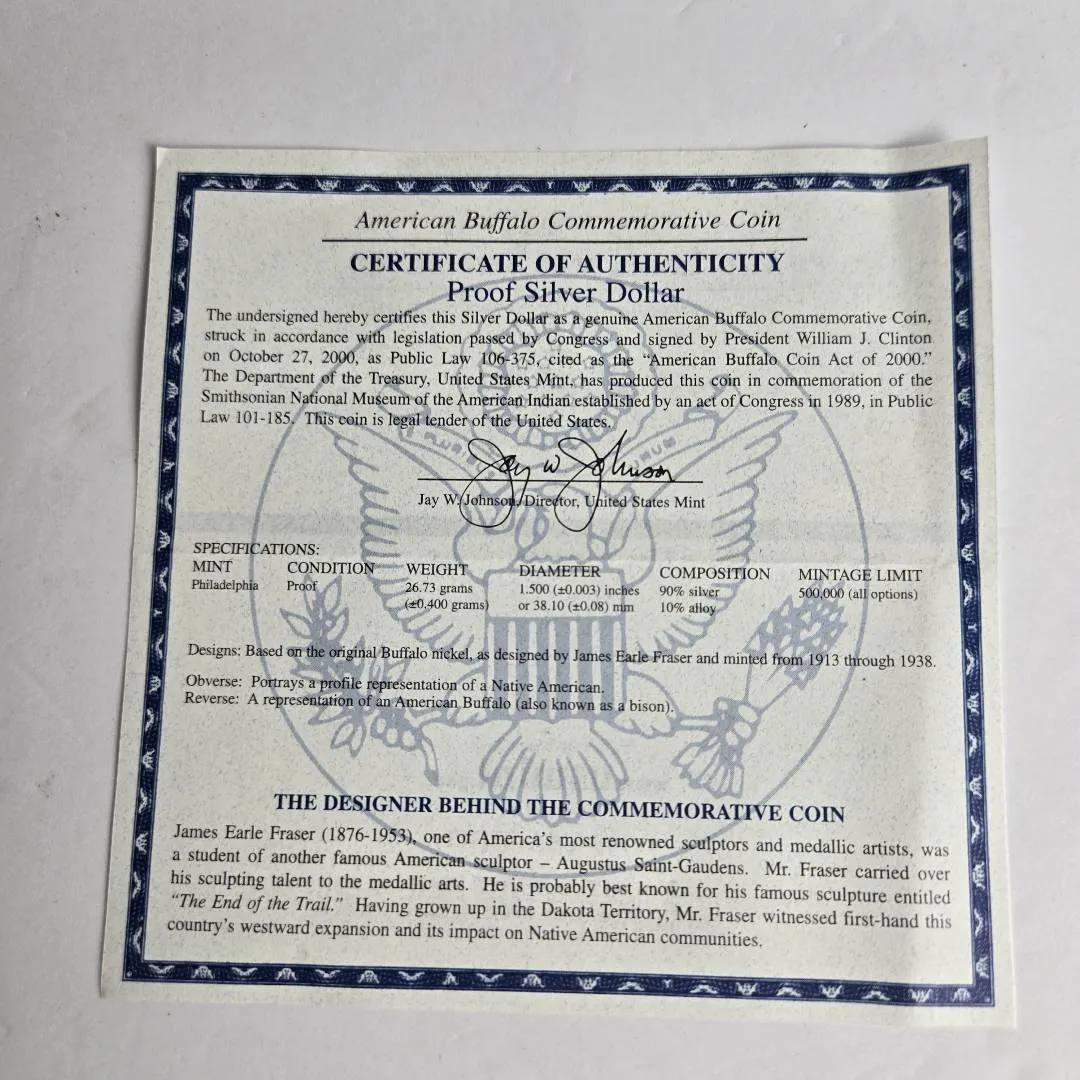 American Buffalo Commemorative Coin
CERTIFICATE OF AUTHENTICITY
Proof Silver Dollar
The undersigned hereby certifies this Silver Dollar as a genuine American Buffalo Commemorative Coin,
struck in accordance with legislation passed by Congress and signed by President William J. Clinton
on October 27, 2000, as Public Law 106-375, cited as the “American Buffalo Coin Act of 2000.”
The Department of the Treasury, United States Mint, has produced this coin in commemoration of the
Smithsonian National Museum of the American Indian established by an act of Congress in 1989, in Public
Law 101-185. This coin is legal tender of the United States.
Jay W Johnson
Jay W. Johnson, Director, United States Mint
SPECIFICATIONS:
MINT CONDITION WEIGHT DIAMETER COMPOSITION MINTAGE LIMIT
Philadelphia Proof 26.73 grams 1.500 (±0.003) inches 90% silver 500,000 (all options)
(±0.400 grams) or 38.10 (±0.08) mm 10% alloy
Designs: Based on the original Buffalo nickel, as designed by James Earle Fraser and minted from 1913 through 1938.
Obverse: Portrays a profile representation of a Native American.
Reverse: A representation of an American Buffalo (also known as a bison).
THE DESIGNER BEHIND THE COMMEMORATIVE COIN
James Earle Fraser (1876-1953), one of America’s most renowned sculptors and medallic artists, was
a student of another famous American sculptor – Augustus Saint-Gaudens. Mr. Fraser carried over
his sculpting talent to the medallic arts. He is probably best known for his famous sculpture entitled
“The End of the Trail.” Having grown up in the Dakota Territory, Mr. Fraser witnessed first-hand this
country’s westward expansion and its impact on Native American communities.